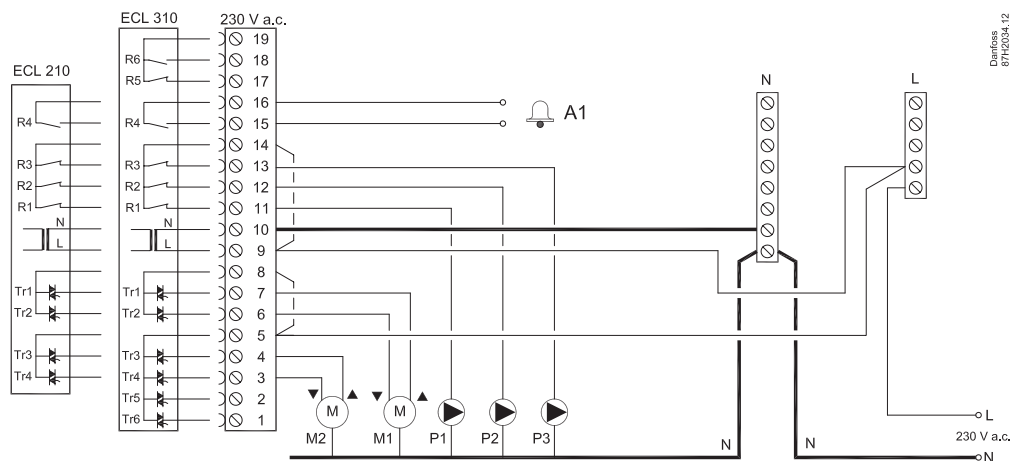 ECL 310
230 V a.c.
ECL 210
Danfoss
87H2034.12
19
R6 18
R5 17
R4 R4 16
15 A1
14
R3 R3 13
R2 R2 12
R1 R1 11
N N 10
L L 9
8
Tr1 Tr1 7
Tr2 Tr2 6
5
Tr3 Tr3 4
Tr4 Tr4 3
Tr5 2
Tr6 1
N L
M M
M2 M1 P1 P2 P3
N N
L
230 V a.c.
N